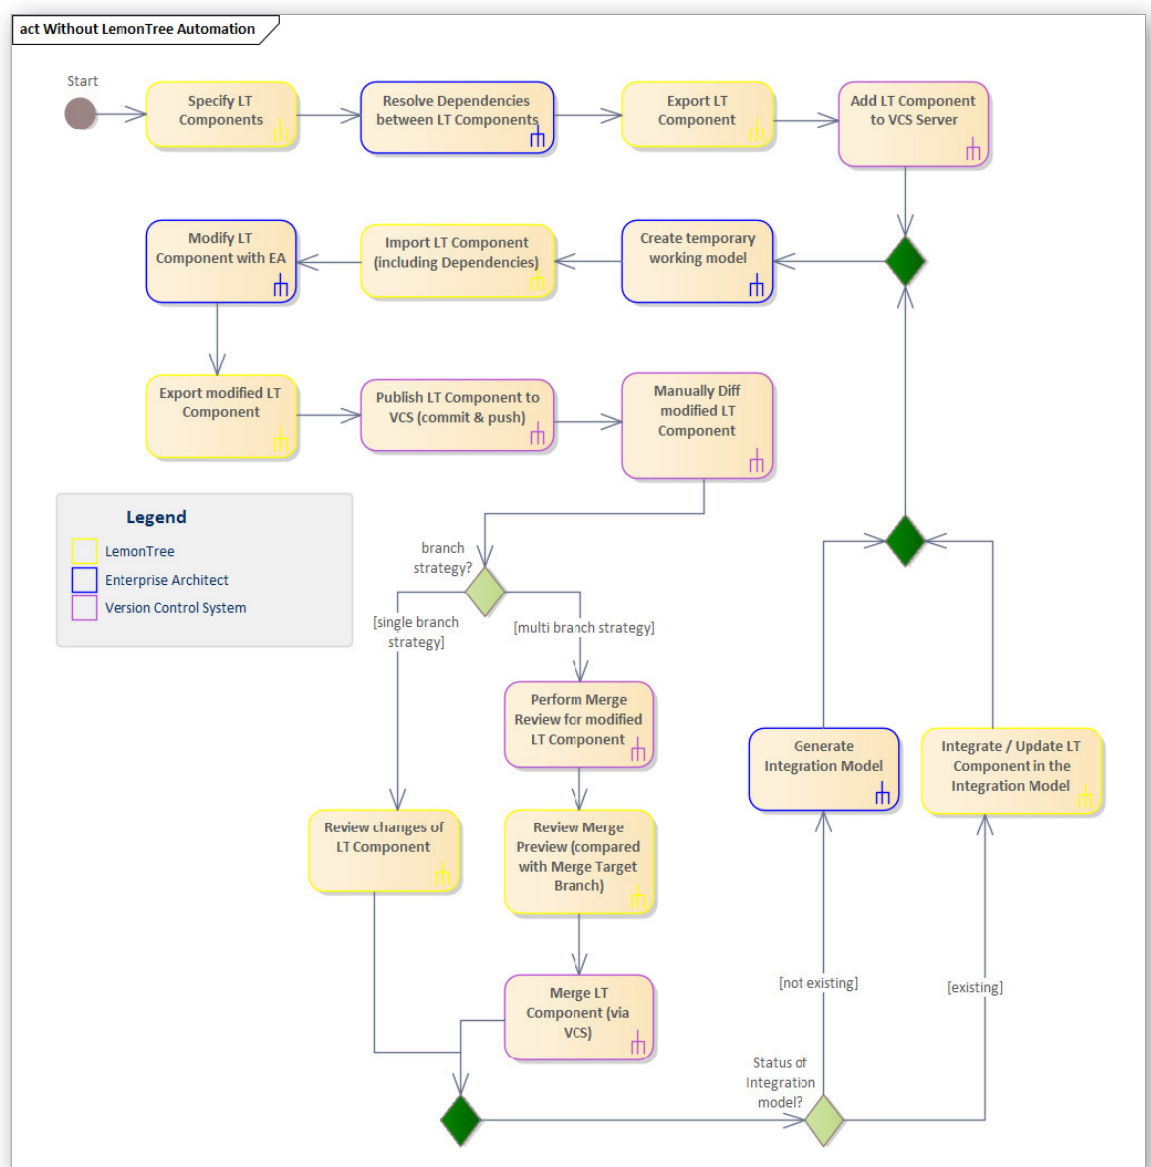 act Without LemonTree Automation
Start
Specify LT
Components
Resolve Dependencies
between LT Components
Export LT
Component
Add LT Component
to VCS Server
Modify LT
Component with EA
Import LT Component
(including Dependencies)
Create temporary
working model
Export modified LT
Component
Publish LT Component to
VCS (commit & push)
Manually Diff
modified LT
Component
Legend
LemonTree
Enterprise Architect
Version Control System
branch
strategy?
[single branch
strategy]
[multi branch strategy]
Perform Merge
Review for modified
LT Component
Generate
Integration Model
Integrate / Update LT
Component in the
Integration Model
Review changes of
LT Component
Review Merge
Preview (compared
with Merge Target
Branch)
[not existing]
[existing]
Merge LT
Component (via
VCS)
Status of
Integration
model?